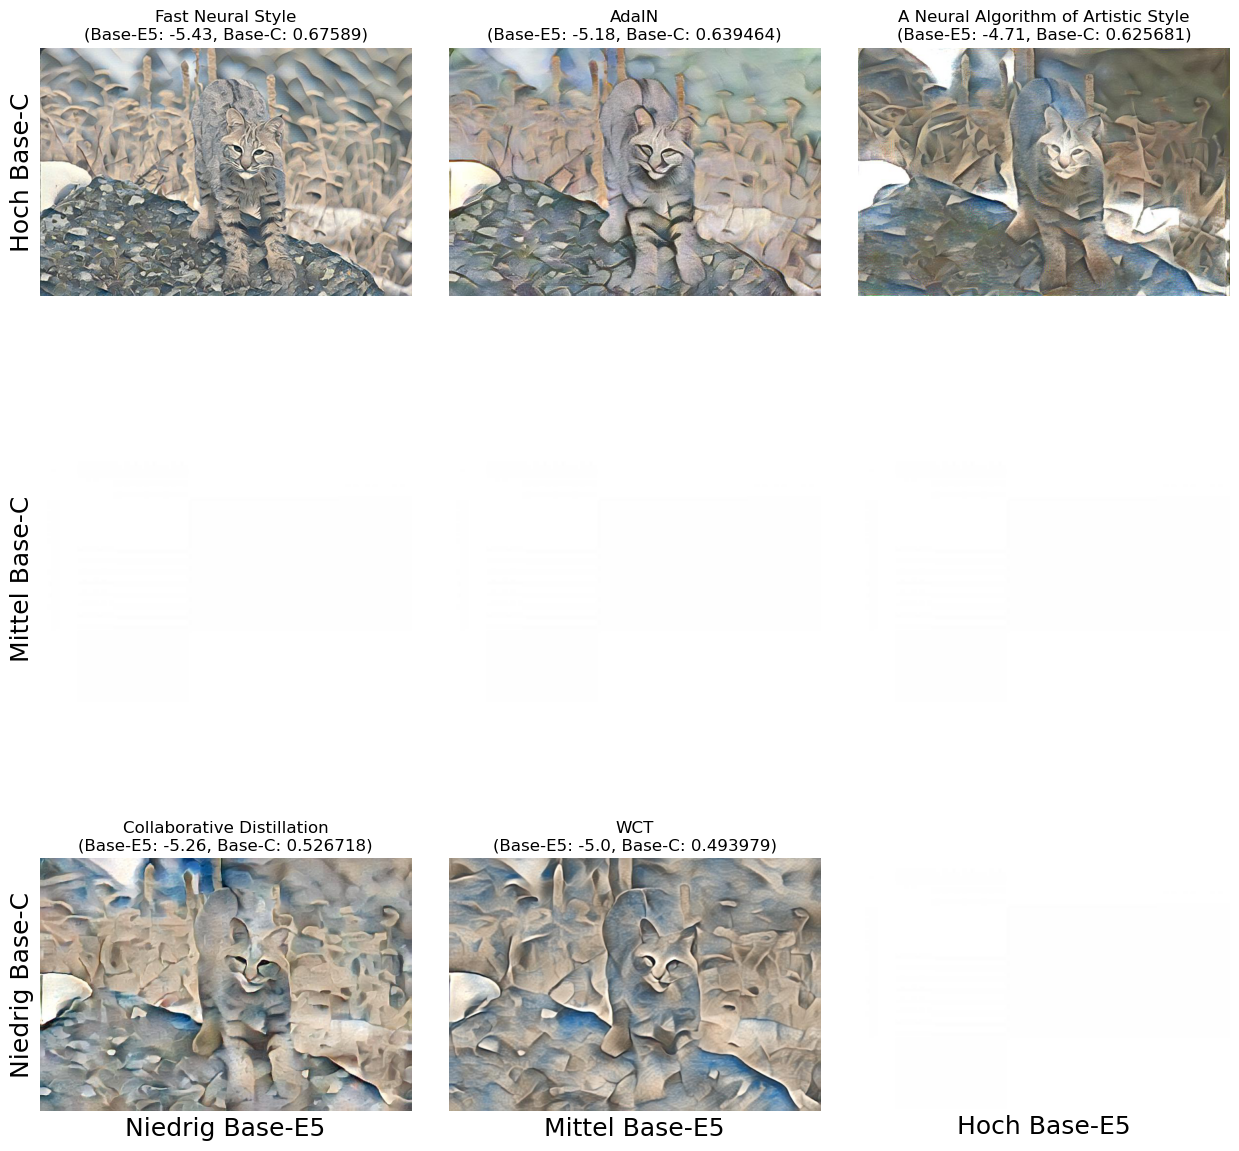 Fast Neural Style
(Base-E5: -5.43, Base-C: 0.67589)
AdaIN
(Base-E5: -5.18, Base-C: 0.639464)
A Neural Algorithm of Artistic Style
(Base-E5: -4.71, Base-C: 0.625681)
Hoch Base-C
Mittel Base-C
Collaborative Distillation
(Base-E5: -5.26, Base-C: 0.526718)
WCT
(Base-E5: -5.0, Base-C: 0.493979)
Niedrig Base-C
Niedrig Base-E5
Mittel Base-E5
Hoch Base-E5